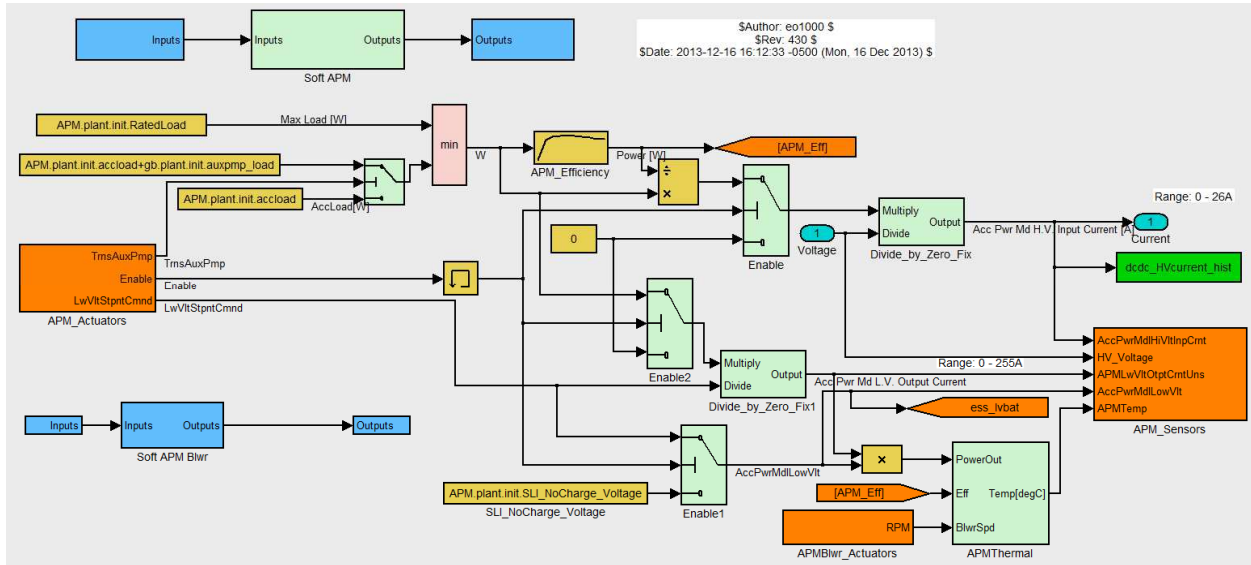 $Author: eo1000 $
$Rev: 430 $
$Date: 2013-12-16 16:12:33 -0500 (Mon, 16 Dec 2013) $
Inputs
Inputs
Outputs
Outputs
Soft APM
APM.plant.init.RatedLoad
Max Load [W]
min
W
APM_Efficiency
Power [W]
[APM_Eff]
APM.plant.init.accload+gb.plant.init.auxpmp_load
APM.plant.init.accload
AccLoad[W]
÷
×
0
Enable
1
Voltage
Multiply
Divide
Output
Divide_by_Zero_Fix
Acc Pwr Md H.V. Input Current [A]
Range: 0 - 26A
1
Current
dcdc_HVcurrent_hist
TrnsAuxPmp
Enable
LwVltStpntCmnd
APM_Actuators
TrnsAuxPmp
Enable
LwVltStpntCmnd
Enable2
Multiply
Divide
Output
Divide_by_Zero_Fix1
Range: 0 - 255A
Acc Pwr Md L.V. Output Current
AccPwrMdlHiVltInpCrnt
HV_Voltage
APMLwVltOtptCrntUns
AccPwrMdlLowVlt
APMTemp
APM_Sensors
ess_lvbat
Inputs
Inputs
Outputs
Outputs
Soft APM Blwr
APM.plant.init.SLI_NoCharge_Voltage
SLI_NoCharge_Voltage
Enable1
AccPwrMdlLowVlt
×
[APM_Eff]
RPM
APMBlwr_Actuators
PowerOut
Eff
Temp[degC]
BlwrSpd
APMThermal